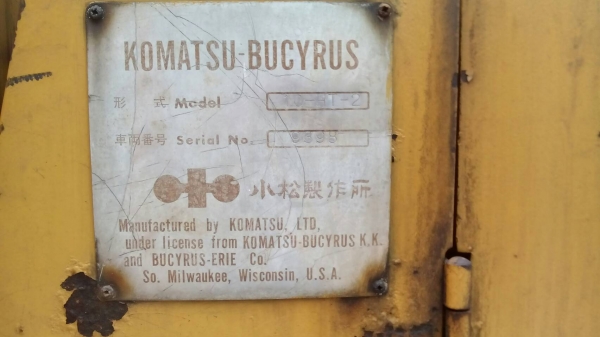 KOMATSU-BUCYRUS
形 式 Model
車両番号 Serial No.
小松製作所
Manufactured by KOMATSU, LTD,
under license from KOMATSU-BUCYRUS K.K.
and BUCYRUS-ERIE Co.
So. Milwaukee, Wisconsin, U.S.A.